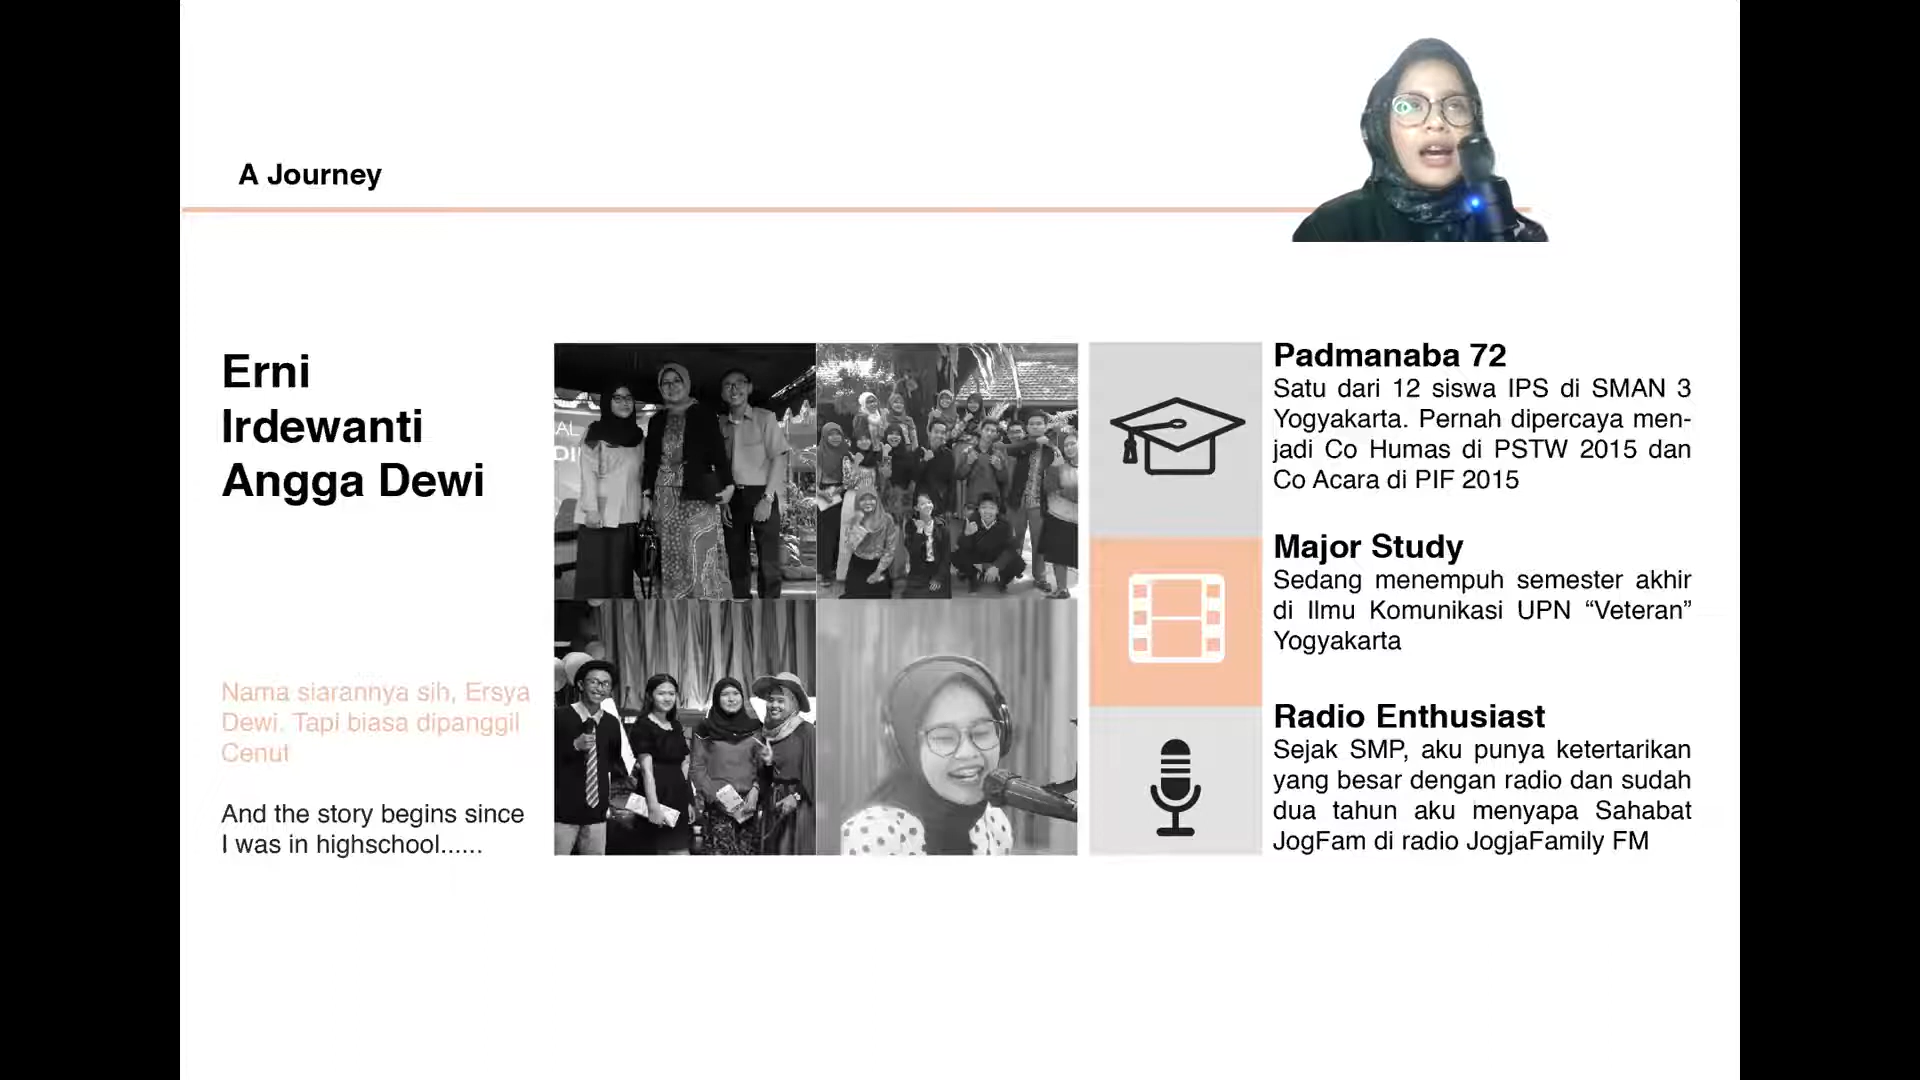 A Journey
Erni
Irdewanti
Angga Dewi
Nama siarannya sih, Ersya
Dewi. Tapi biasa dipanggil
Cenut
And the story begins since
I was in highschool......
AL
DI
Padmanaba 72
Satu dari 12 siswa IPS di SMAN 3
Yogyakarta. Pernah dipercaya men-
jadi Co Humas di PSTW 2015 dan
Co Acara di PIF 2015
Major Study
Sedang menempuh semester akhir
di Ilmu Komunikasi UPN “Veteran”
Yogyakarta
Radio Enthusiast
Sejak SMP, aku punya ketertarikan
yang besar dengan radio dan sudah
dua tahun aku menyapa Sahabat
JogFam di radio JogjaFamily FM